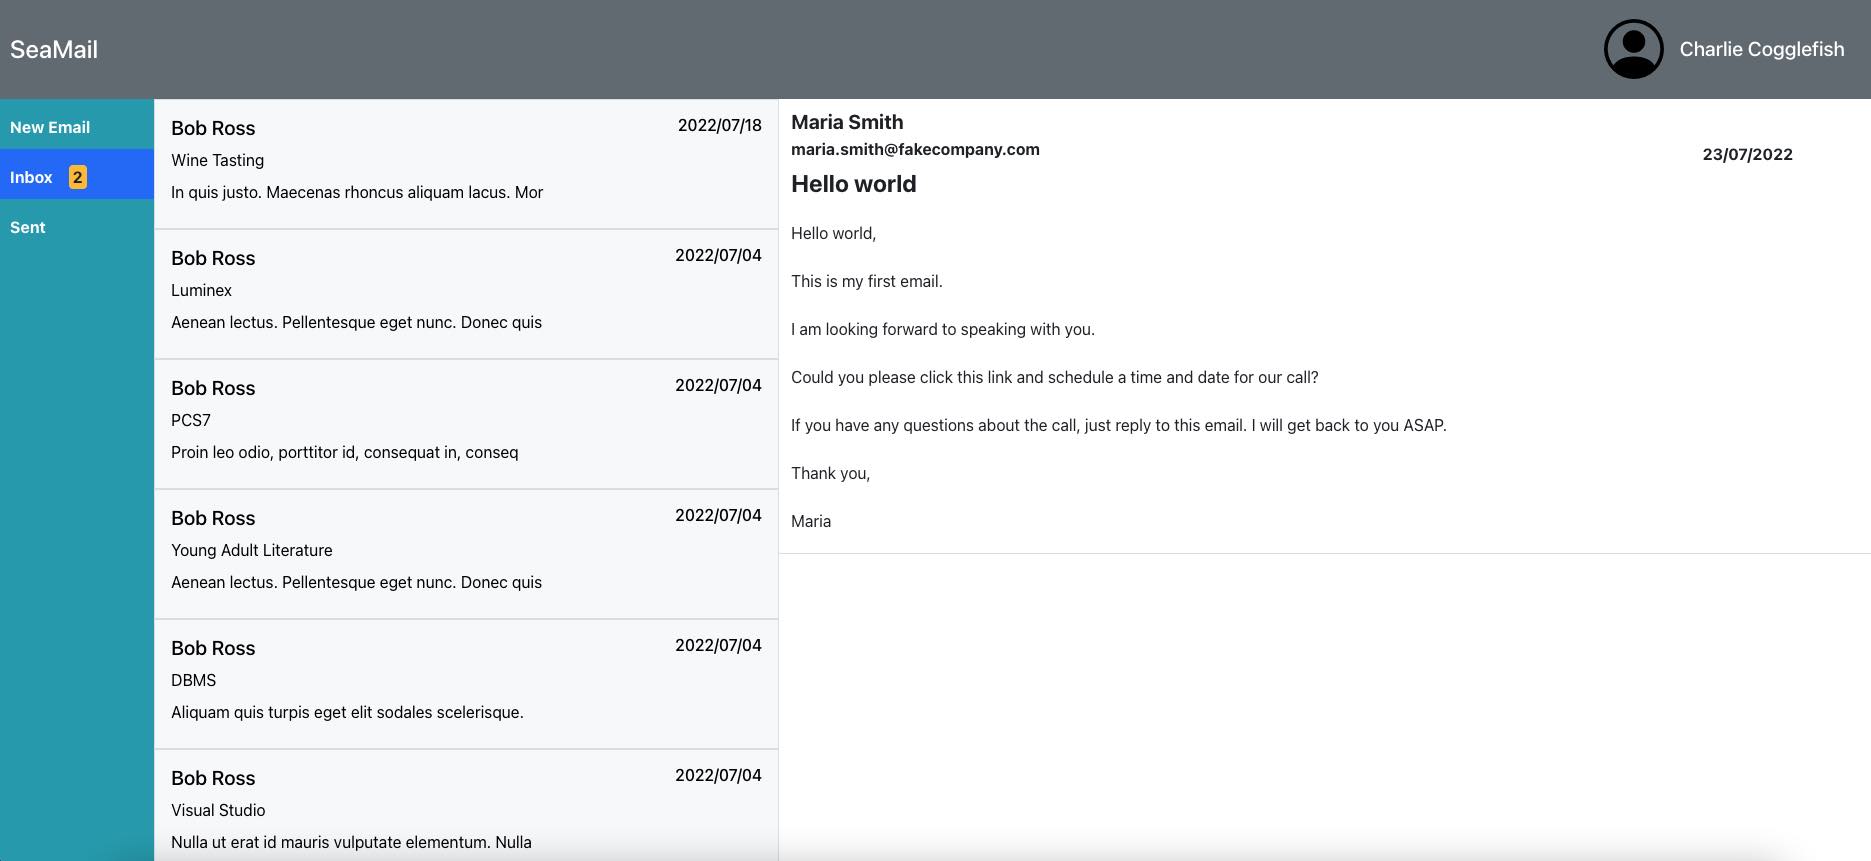 SeaMail
Charlie Cogglefish
New Email
Inbox 2
Sent
Bob Ross 2022/07/18
Wine Tasting
In quis justo. Maecenas rhoncus aliquam lacus. Mor
Bob Ross 2022/07/04
Luminex
Aenean lectus. Pellentesque eget nunc. Donec quis
Bob Ross 2022/07/04
PCS7
Proin leo odio, porttitor id, consequat in, conseq
Bob Ross 2022/07/04
Young Adult Literature
Aenean lectus. Pellentesque eget nunc. Donec quis
Bob Ross 2022/07/04
DBMS
Aliquam quis turpis eget elit sodales scelerisque.
Bob Ross 2022/07/04
Visual Studio
Nulla ut erat id mauris vulputate elementum. Nulla
Maria Smith
maria.smith@fakecompany.com
23/07/2022
Hello world
Hello world,
This is my first email.
I am looking forward to speaking with you.
Could you please click this link and schedule a time and date for our call?
If you have any questions about the call, just reply to this email. I will get back to you ASAP.
Thank you,
Maria